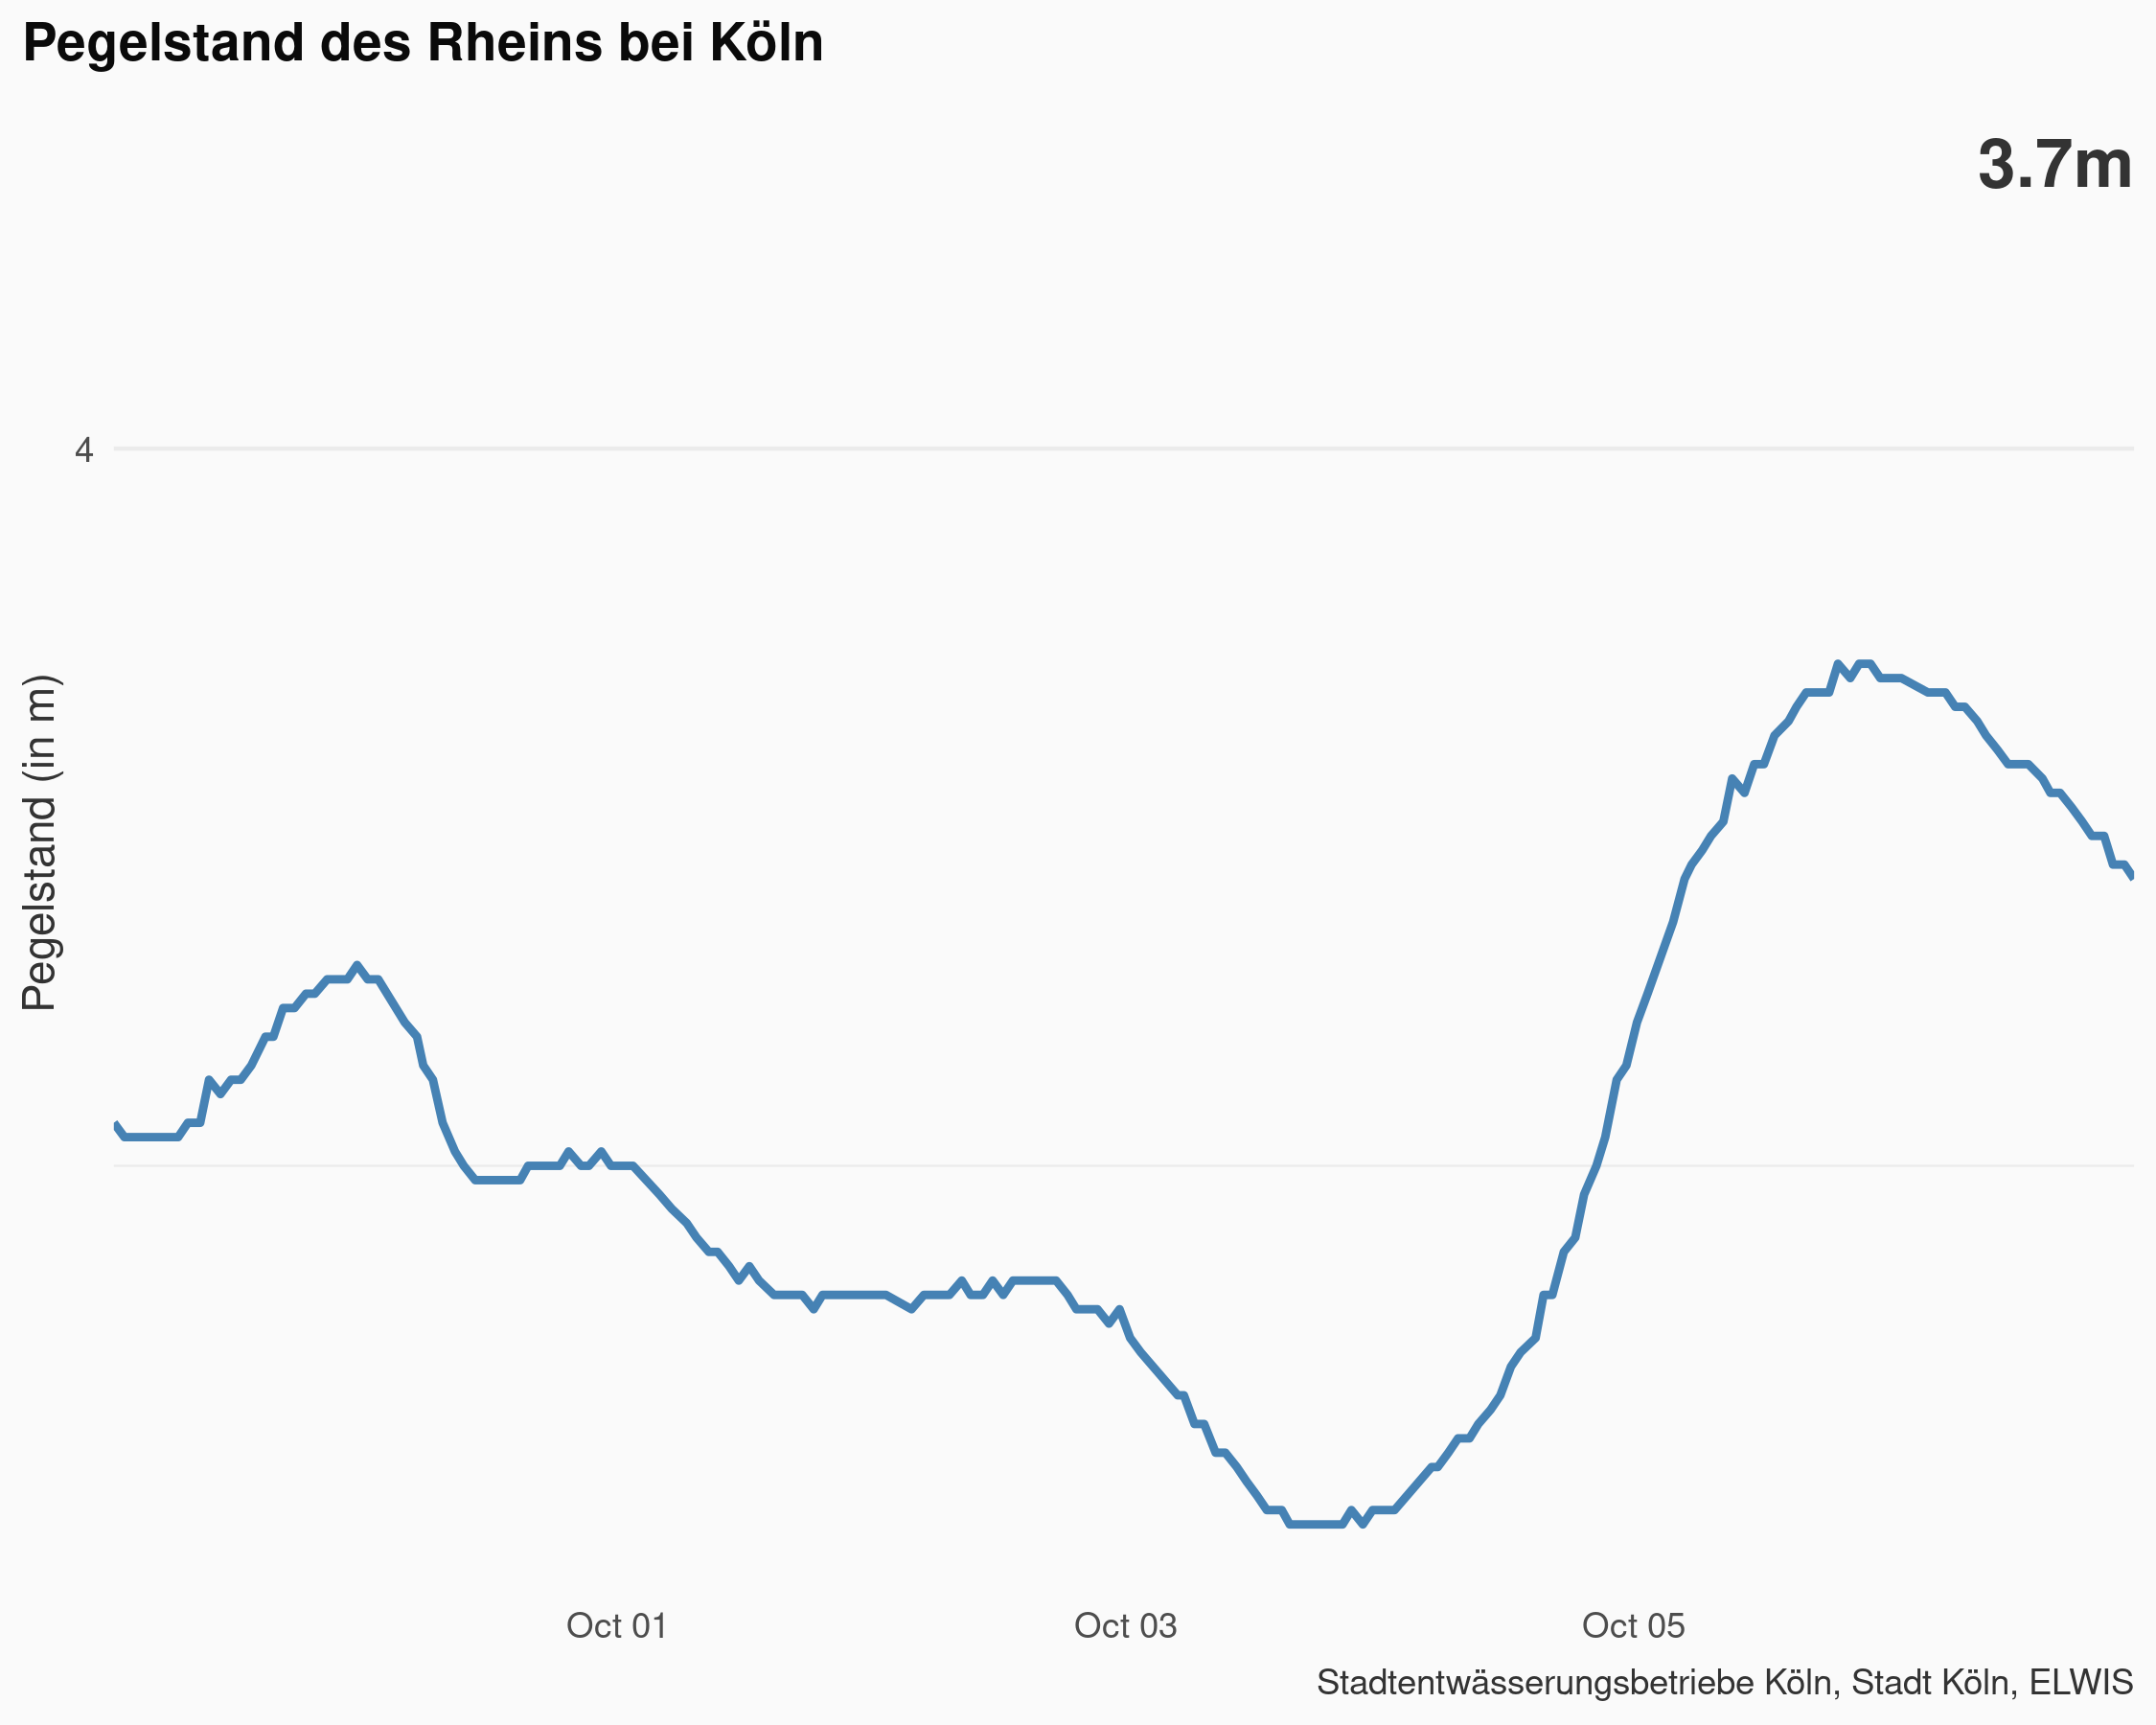 Pegelstand des Rheins bei Köln
3.7m
4
Pegelstand (in m)
Oct 01
Oct 03
Oct 05
Stadtentwässerungsbetriebe Köln, Stadt Köln, ELWIS